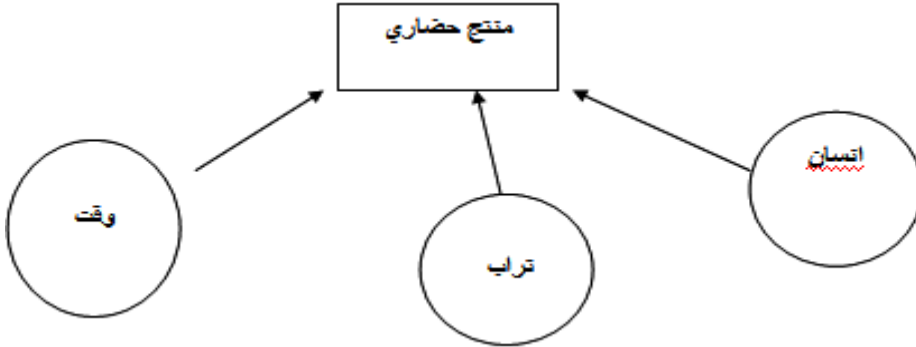 منتج حضاري
انسان
تراب
وقت